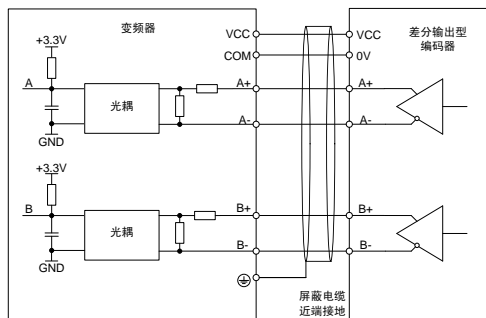 变频器
差分输出型
编码器
+3.3V
VCC
VCC
COM
0V
A
光耦
A+
A+
A-
A-
GND
+3.3V
B
光耦
B+
B+
B-
B-
GND
屏蔽电缆
近端接地